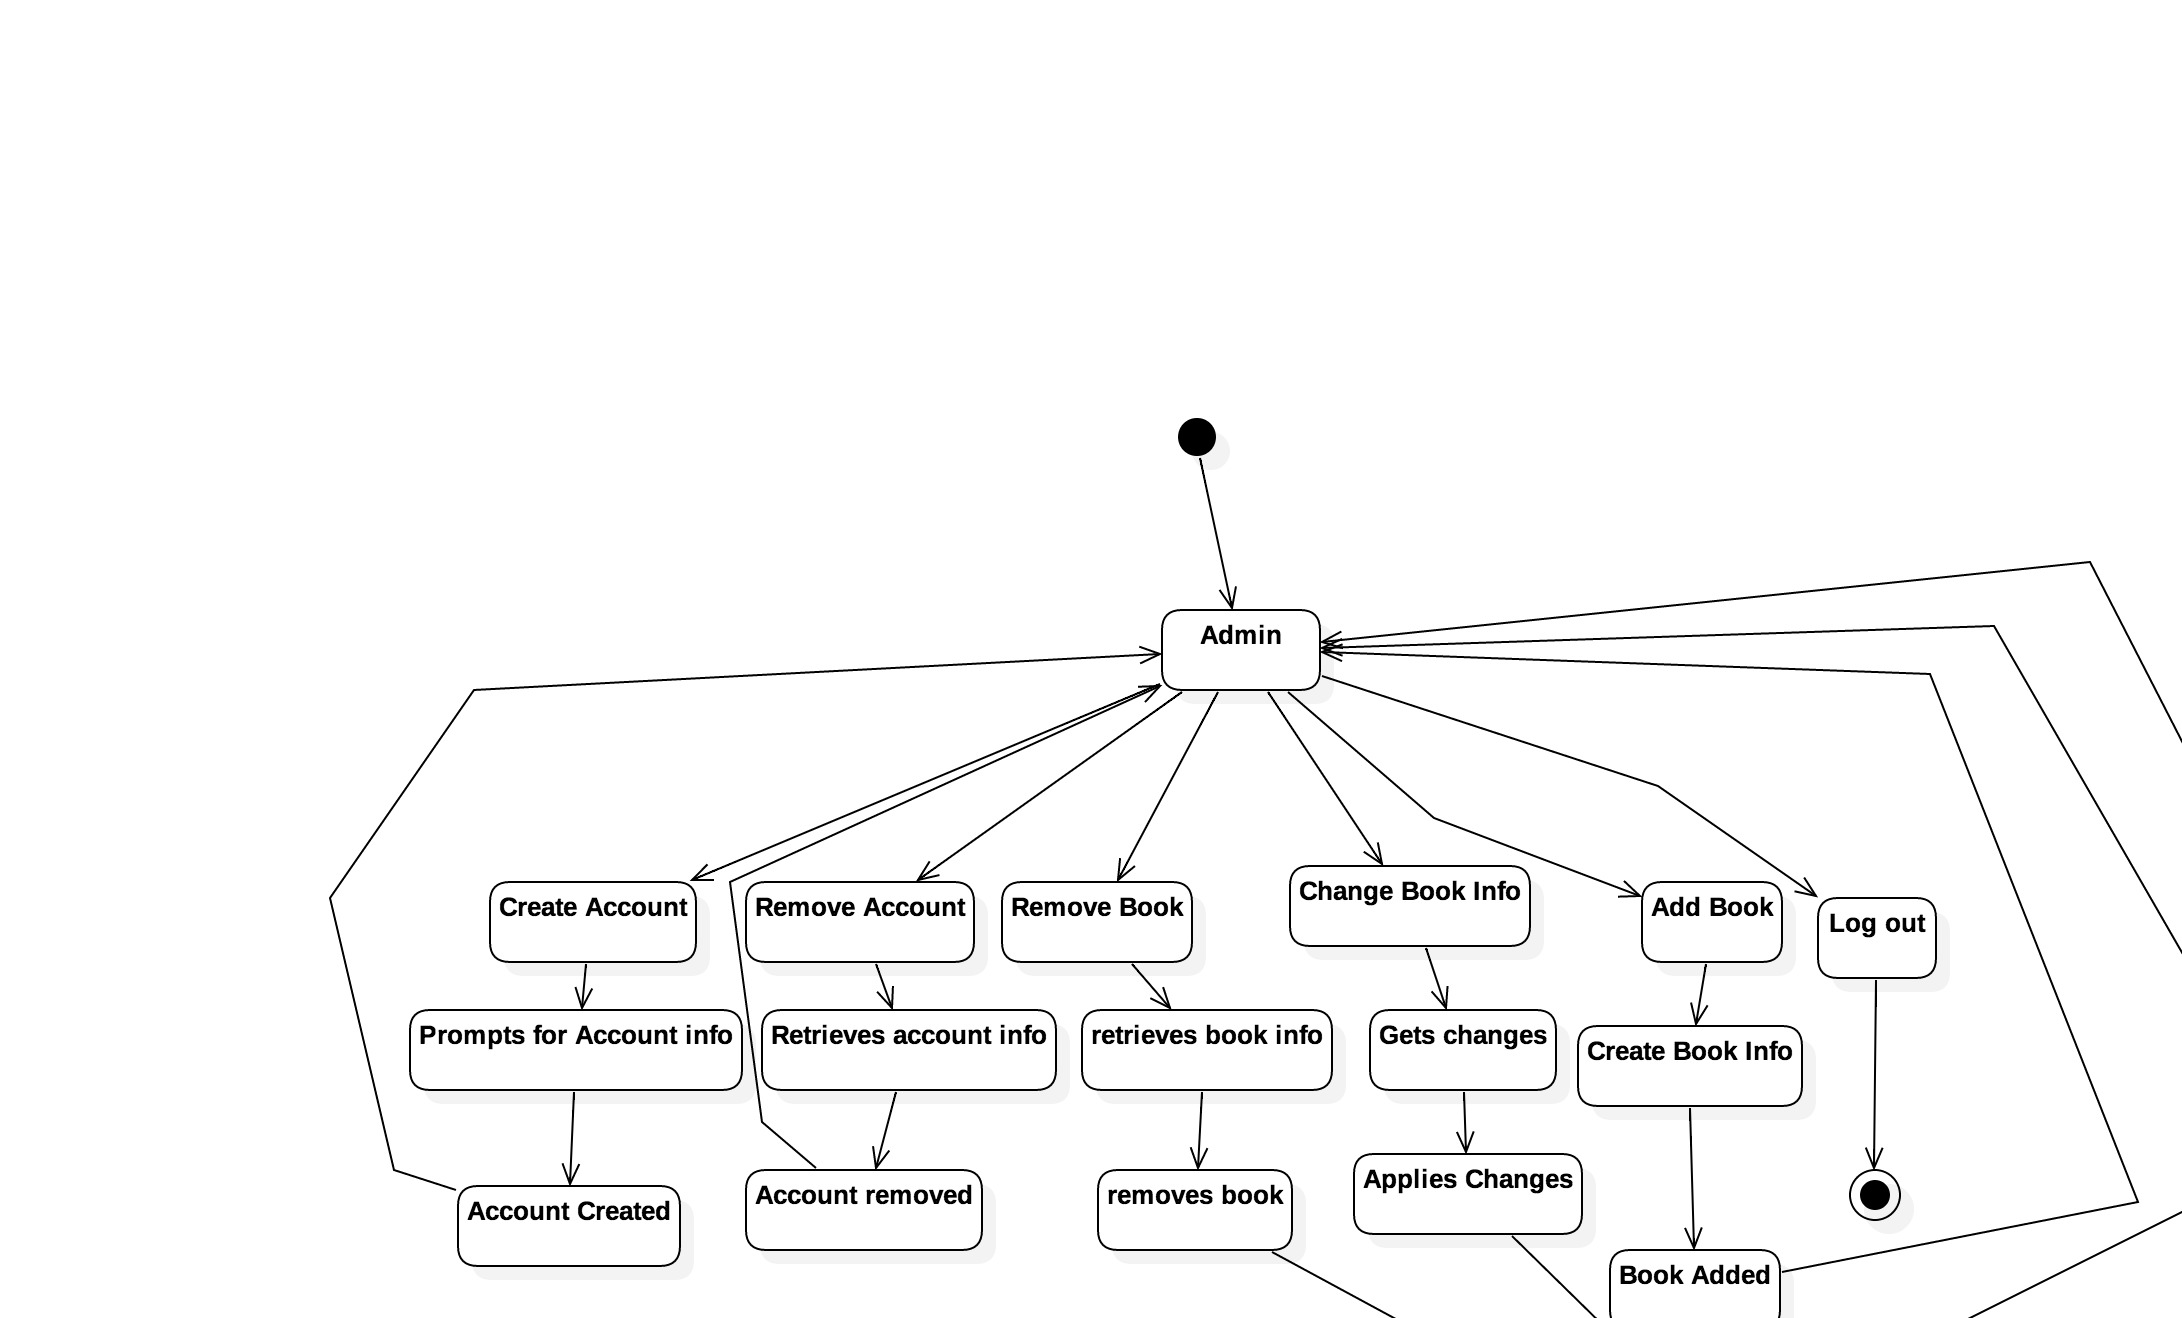 Admin
Create Account
Remove Account
Remove Book
Change Book Info
Add Book
Log out
Prompts for Account info
Retrieves account info
retrieves book info
Gets changes
Create Book Info
Account Created
Account removed
removes book
Applies Changes
Book Added